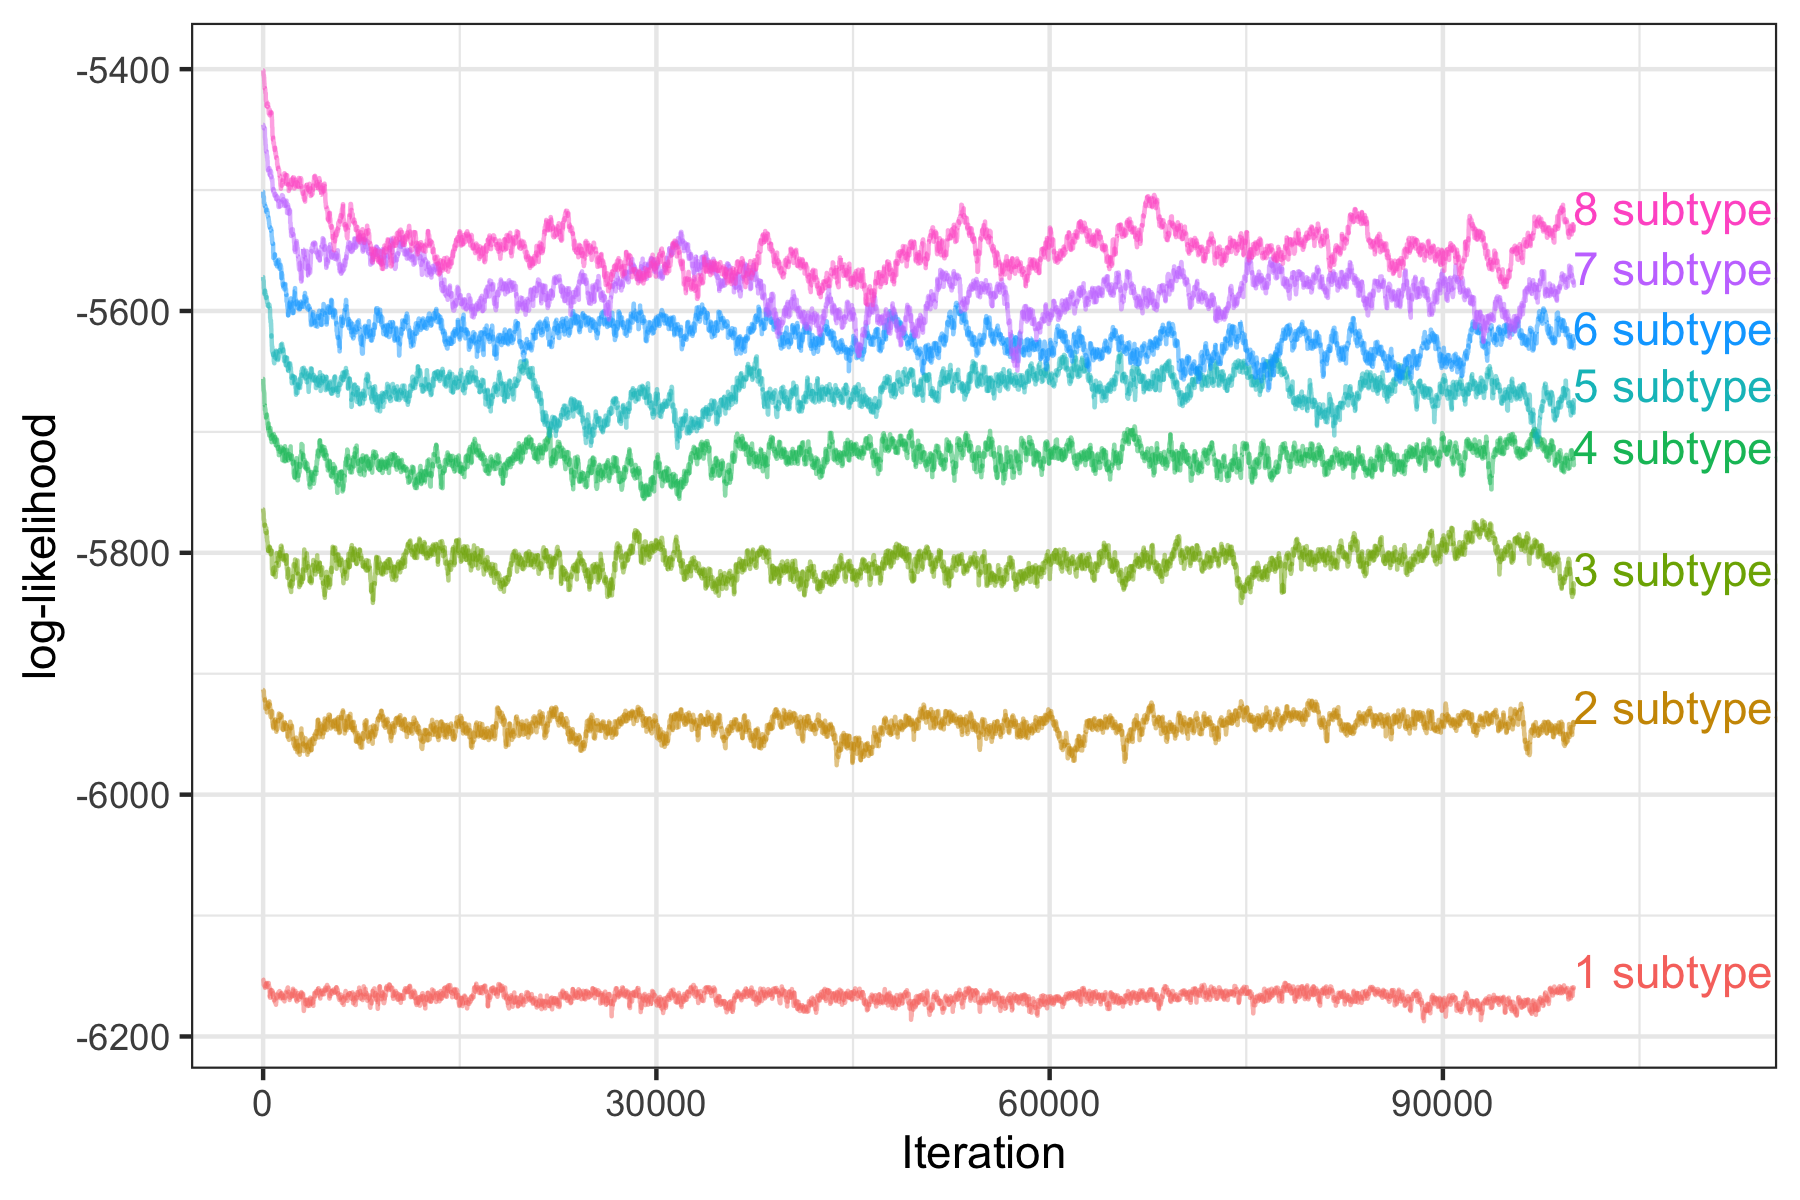 -5400
-5600
-5800
-6000
-6200
log-likelihood
8 subtype
7 subtype
6 subtype
5 subtype
4 subtype
3 subtype
2 subtype
1 subtype
0
30000
60000
90000
Iteration